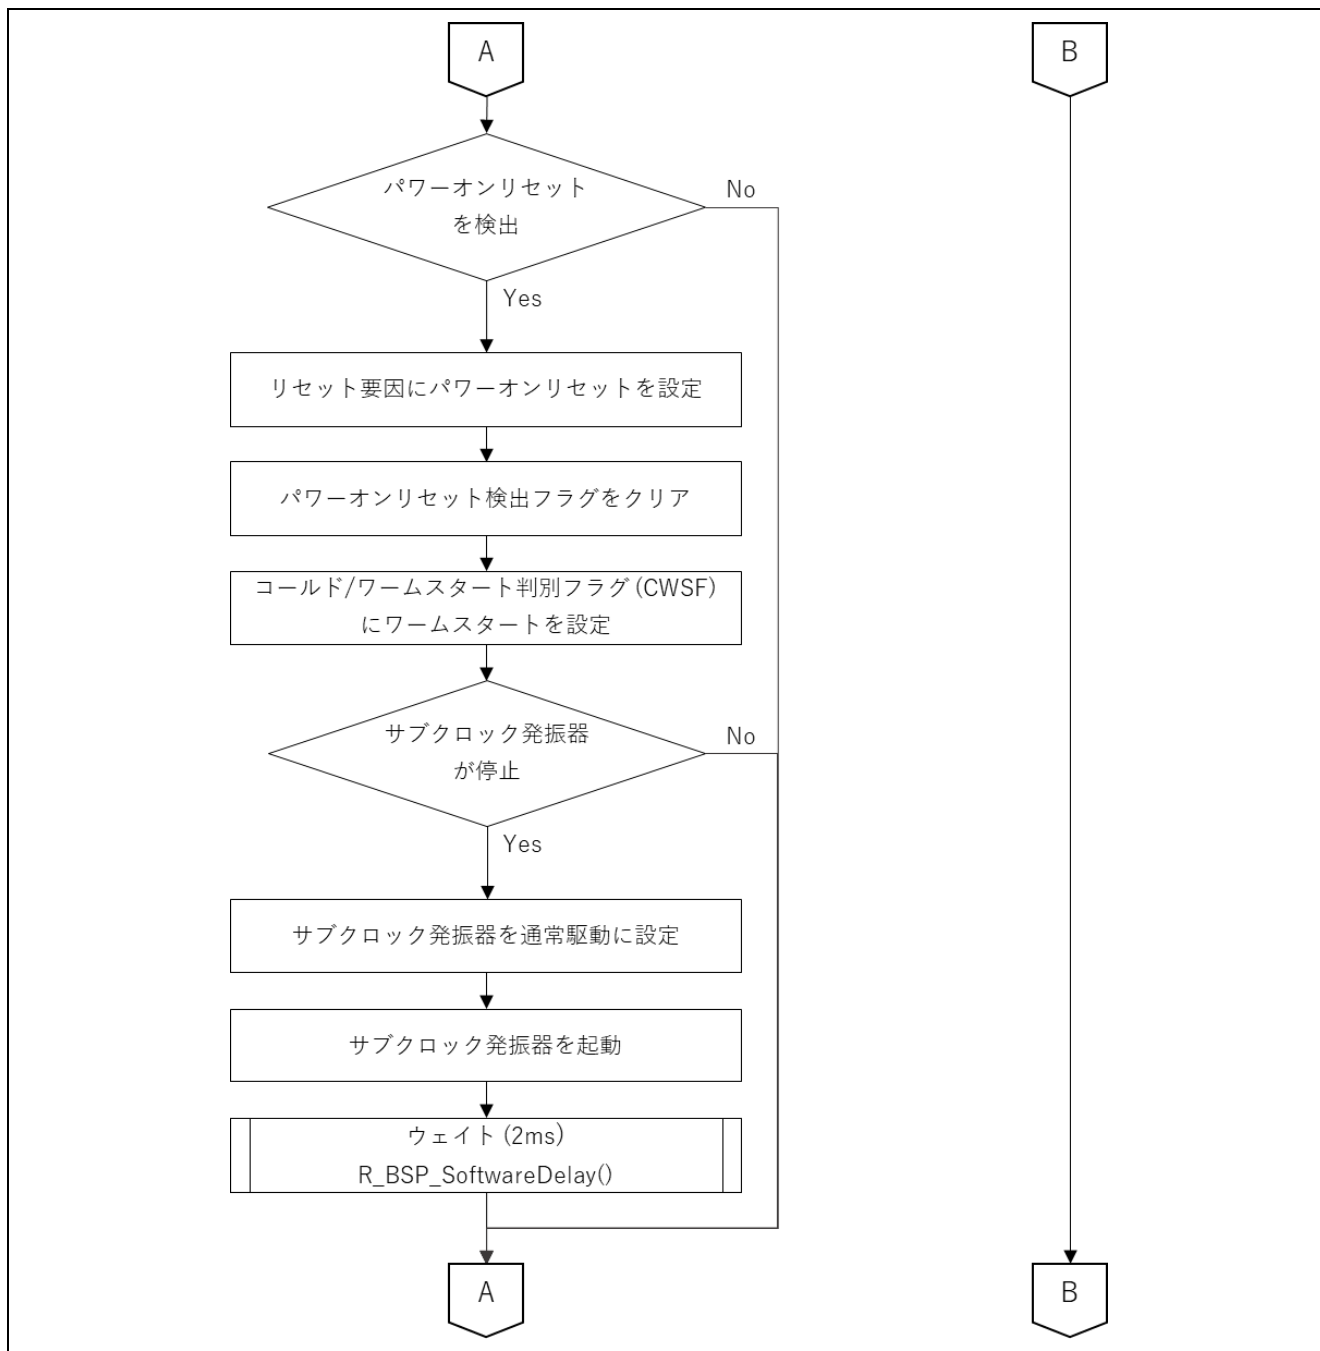 A
B
パワーオンリセット
を検出
No
Yes
リセット要因にパワーオンリセットを設定
パワーオンリセット検出フラグをクリア
コールド/ワームスタート判別フラグ (CWSF)
にワームスタートを設定
サブクロック発振器
が停止
No
Yes
サブクロック発振器を通常駆動に設定
サブクロック発振器を起動
ウェイト (2ms)
R_BSP_SoftwareDelay()
A
B